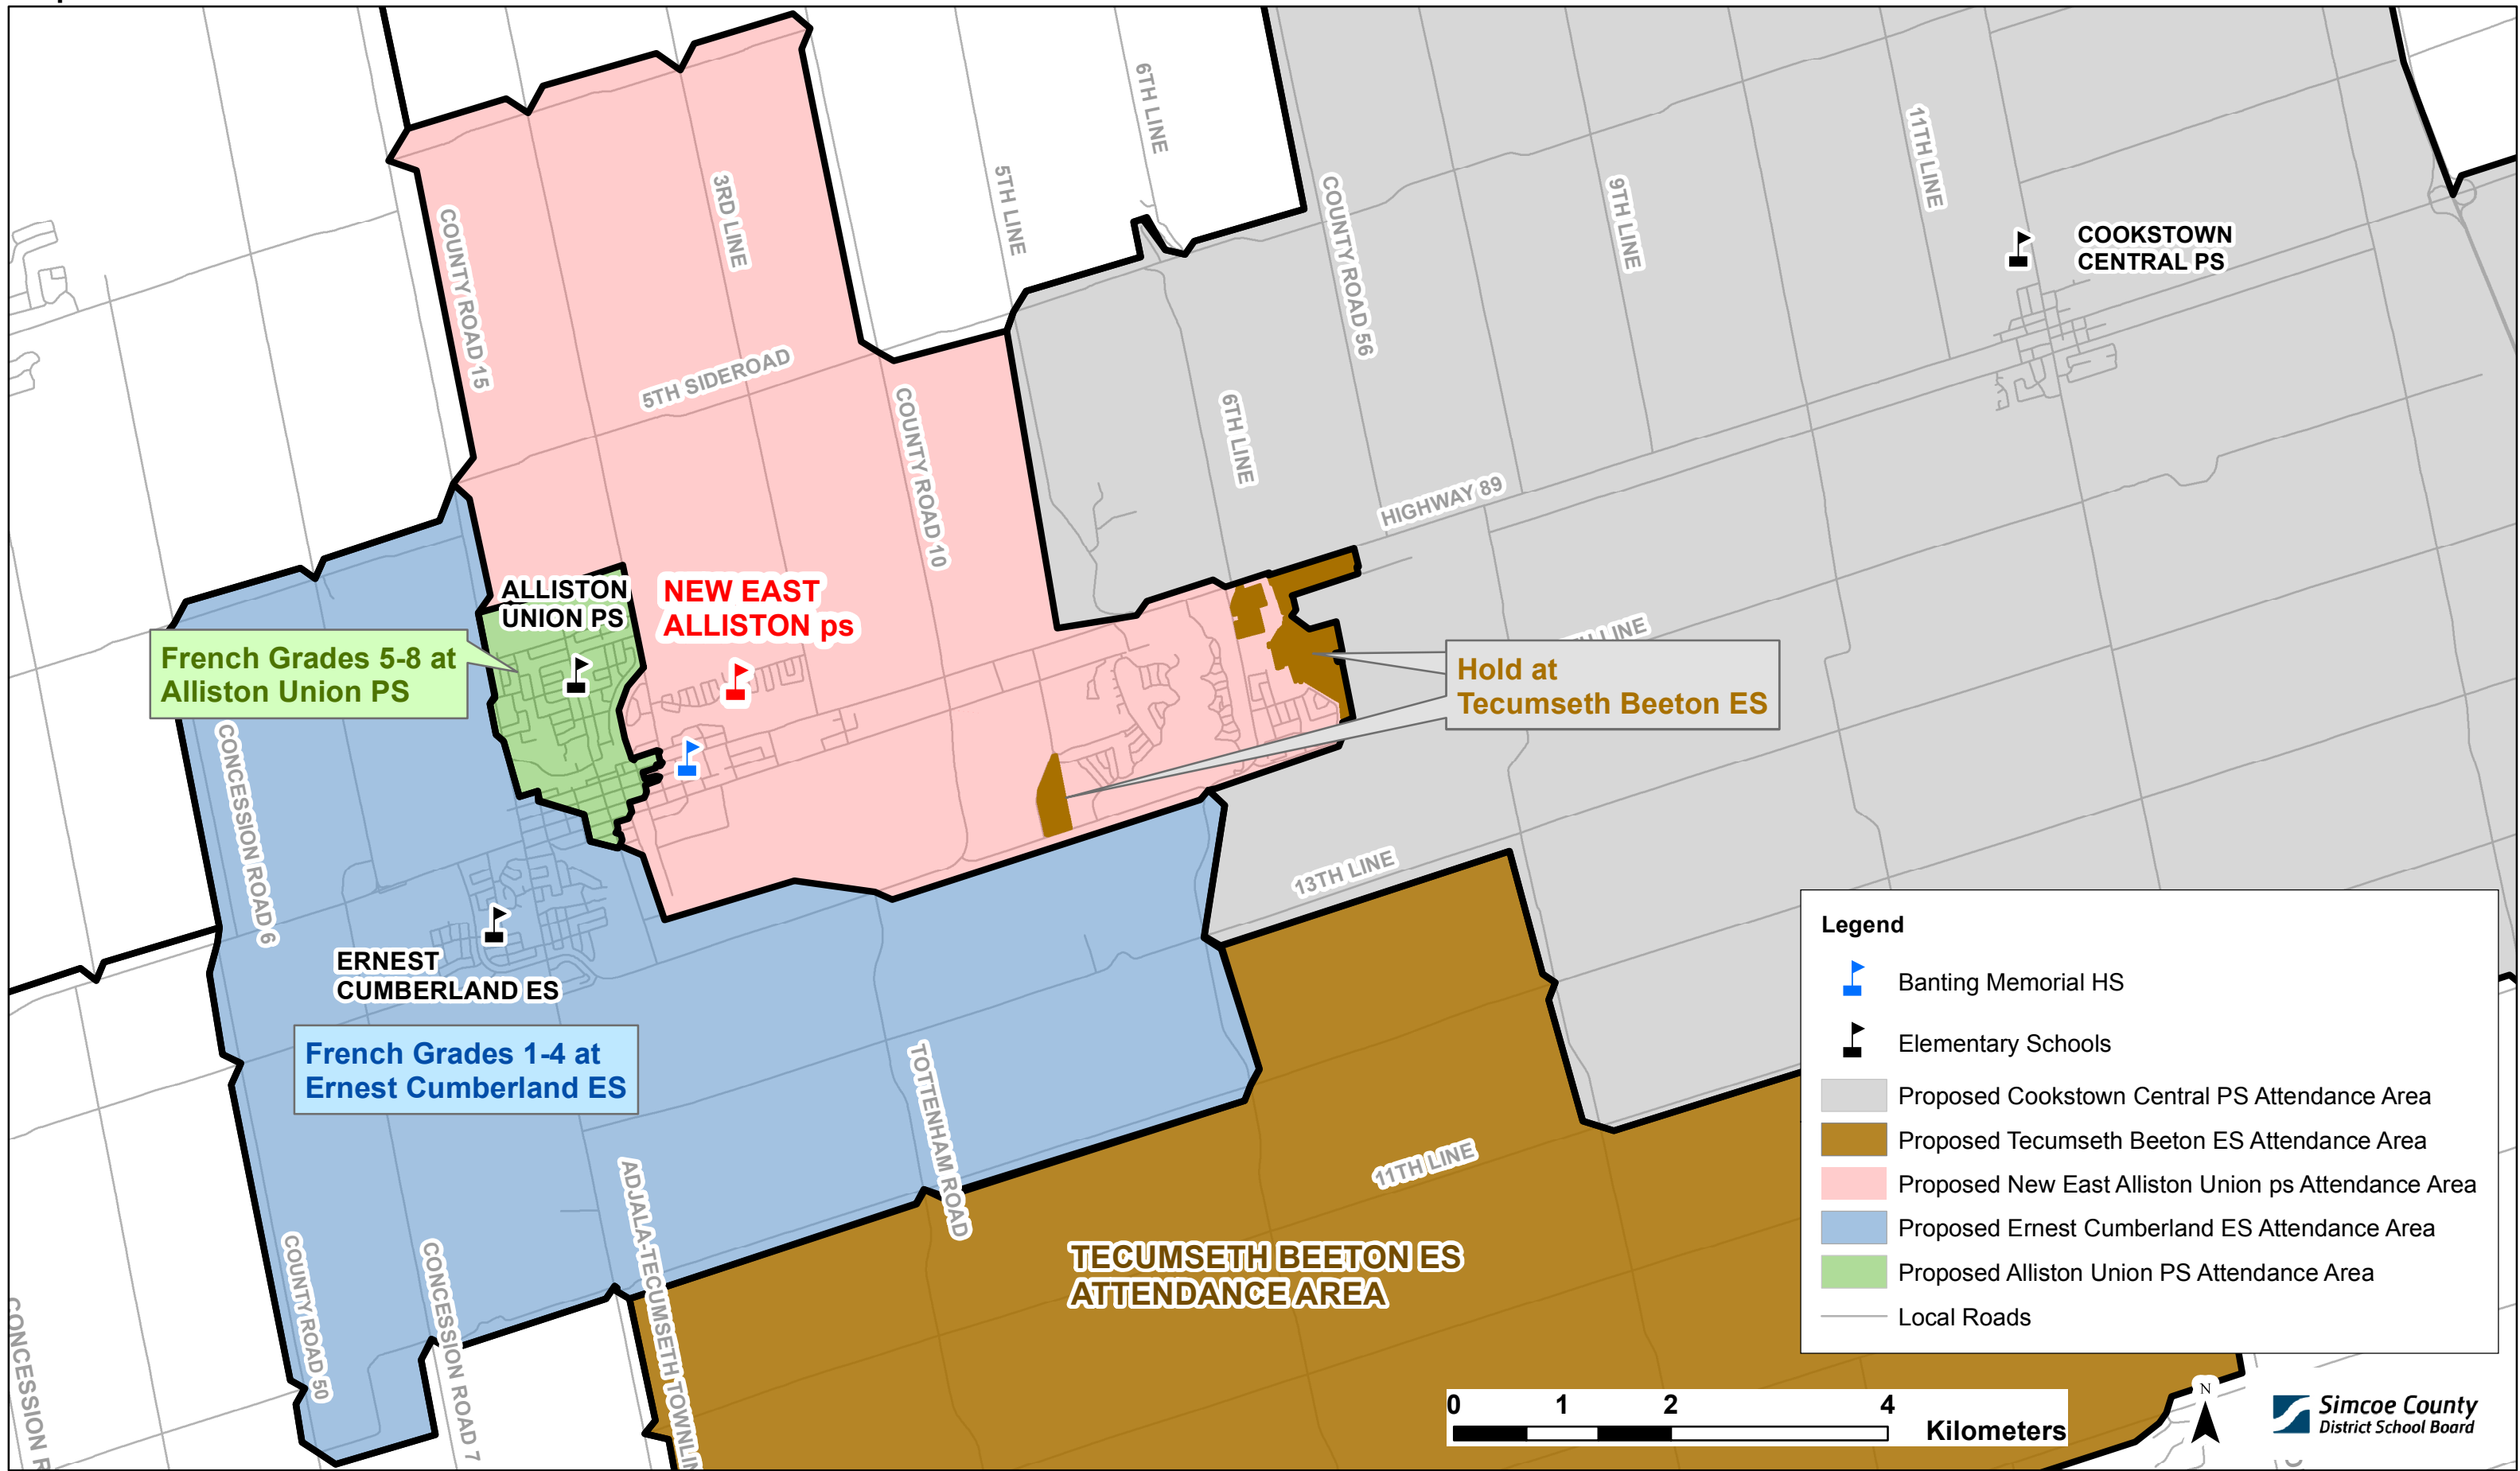 6TH LINE
11TH LINE
5TH LINE
3RD LINE
COUNTY ROAD 56
9TH LINE
COUNTY ROAD 15
COOKSTOWN
CENTRAL PS
5TH SIDEROAD
COUNTY ROAD 10
6TH LINE
HIGHWAY 89
ALLISTON
UNION PS
NEW EAST
ALLISTON ps
French Grades 5-8 at
Alliston Union PS
LINE
Hold at
Tecumseth Beeton ES
CONCESSION ROAD 6
13TH LINE
ERNEST
CUMBERLAND ES
French Grades 1-4 at
Ernest Cumberland ES
TOTTENHAM ROAD
11TH LINE
ADJALA-TECUMSETH TOWNLIN
COUNTY ROAD 50
CONCESSION ROAD 7
CONCESSION R
TECUMSETH BEETON ES
ATTENDANCE AREA
Legend
Banting Memorial HS
Elementary Schools
Proposed Cookstown Central PS Attendance Area
Proposed Tecumseth Beeton ES Attendance Area
Proposed New East Alliston Union ps Attendance Area
Proposed Ernest Cumberland ES Attendance Area
Proposed Alliston Union PS Attendance Area
Local Roads
0 1 2 4
Kilometers
N
Simcoe County
District School Board